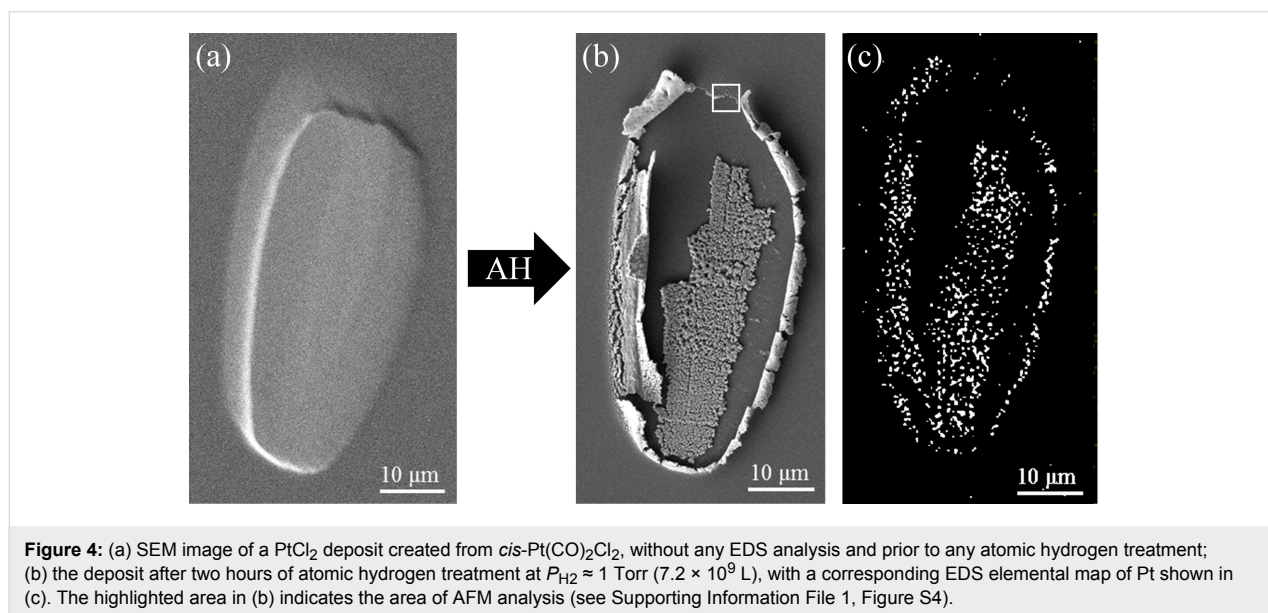 (a)
(b)
(c)
AH
10 μm
10 μm
10 μm
Figure 4: (a) SEM image of a PtCl2 deposit created from cis-Pt(CO)2Cl2, without any EDS analysis and prior to any atomic hydrogen treatment;
(b) the deposit after two hours of atomic hydrogen treatment at PH2 ≈ 1 Torr (7.2 × 10⁹ L), with a corresponding EDS elemental map of Pt shown in
(c). The highlighted area in (b) indicates the area of AFM analysis (see Supporting Information File 1, Figure S4).